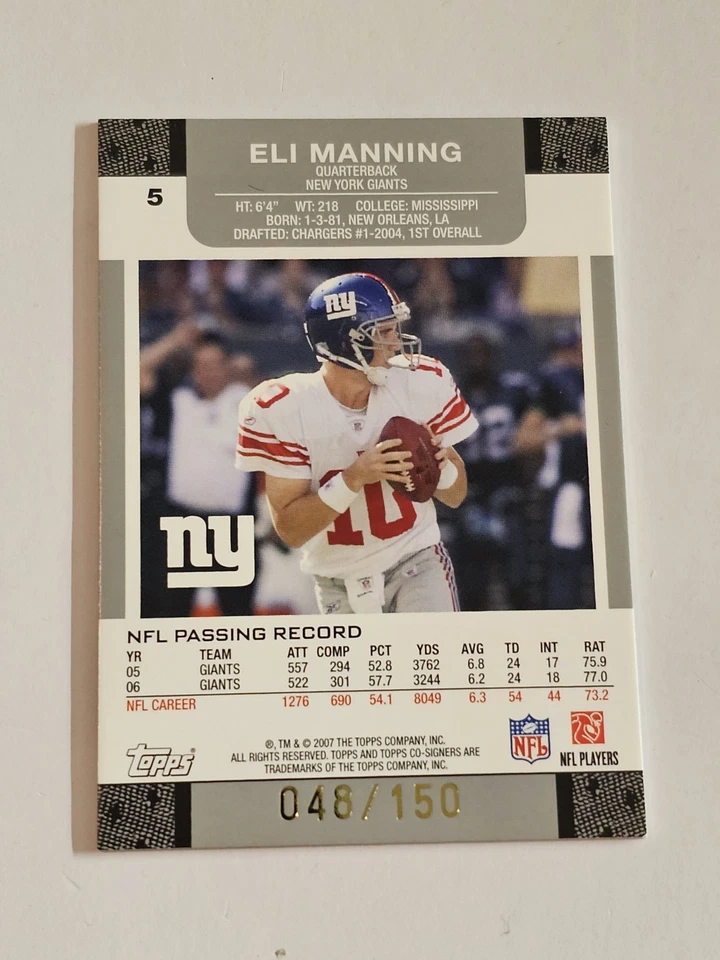 ELI MANNING
QUARTERBACK
NEW YORK GIANTS
5
HT: 6'4" WT: 218 COLLEGE: MISSISSIPPI
BORN: 1-3-81, NEW ORLEANS, LA
DRAFTED: CHARGERS #1-2004, 1ST OVERALL
ny
10
10
10
ny
NFL PASSING RECORD
YR TEAM ATT COMP PCT YDS AVG TD INT RAT
05 GIANTS 557 294 52.8 3762 6.8 24 17 75.9
06 GIANTS 522 301 57.7 3244 6.2 24 18 77.0
NFL CAREER 1276 690 54.1 8049 6.3 54 44 73.2
®, TM & © 2007 THE TOPPS COMPANY, INC.
ALL RIGHTS RESERVED. TOPPS AND TOPPS CO-SIGNERS ARE
TRADEMARKS OF THE TOPPS COMPANY, INC.
Topps
NFL
NFL PLAYERS
048/150